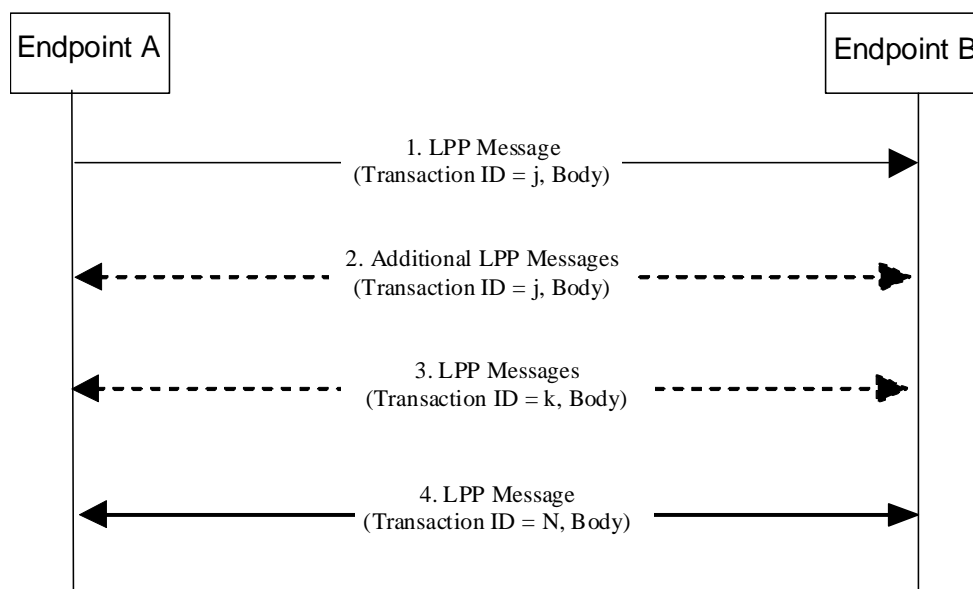 Endpoint A
Endpoint B
1. LPP Message
(Transaction ID = j, Body)
2. Additional LPP Messages
(Transaction ID = j, Body)
3. LPP Messages
(Transaction ID = k, Body)
4. LPP Message
(Transaction ID = N, Body)